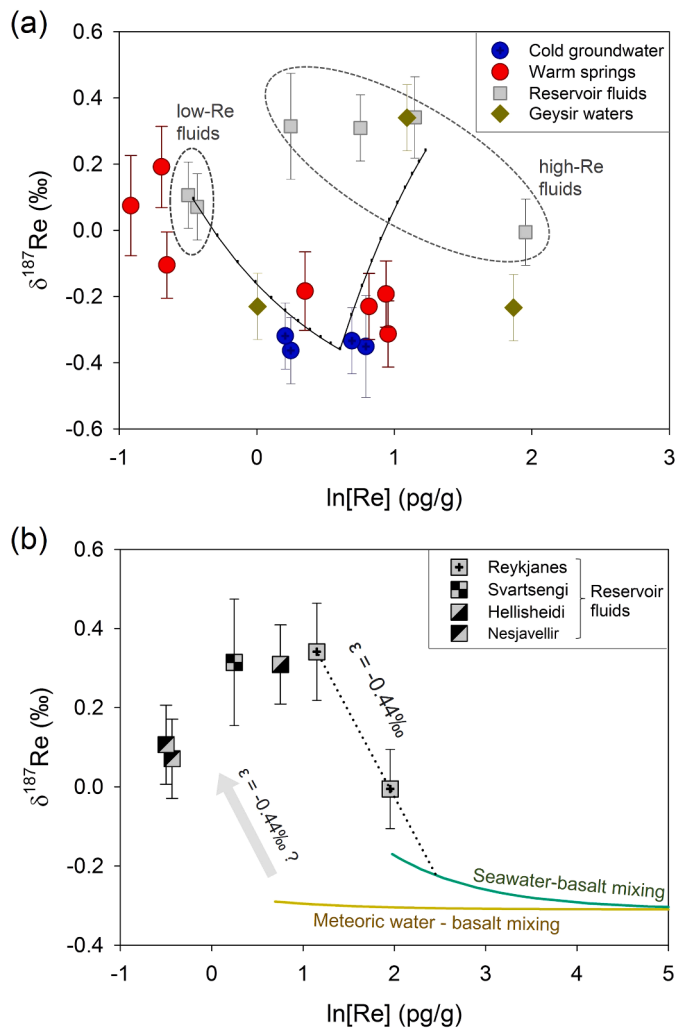 (a)
0.6
0.4
0.2
0.0
-0.2
-0.4
-0.6
δ187Re (‰)
-1
0
1
2
3
ln[Re] (pg/g)
low-Re
fluids
high-Re
fluids
Cold groundwater
Warm springs
Reservoir fluids
Geysir waters
(b)
0.6
0.4
0.2
0.0
-0.2
-0.4
δ187Re (‰)
-1
0
1
2
3
4
5
ln[Re] (pg/g)
Reykjanes
Svartsengi
Hellisheidi
Nesjavellir
Reservoir
fluids
ε = -0.44‰
ε = -0.44‰ ?
Seawater-basalt mixing
Meteoric water - basalt mixing